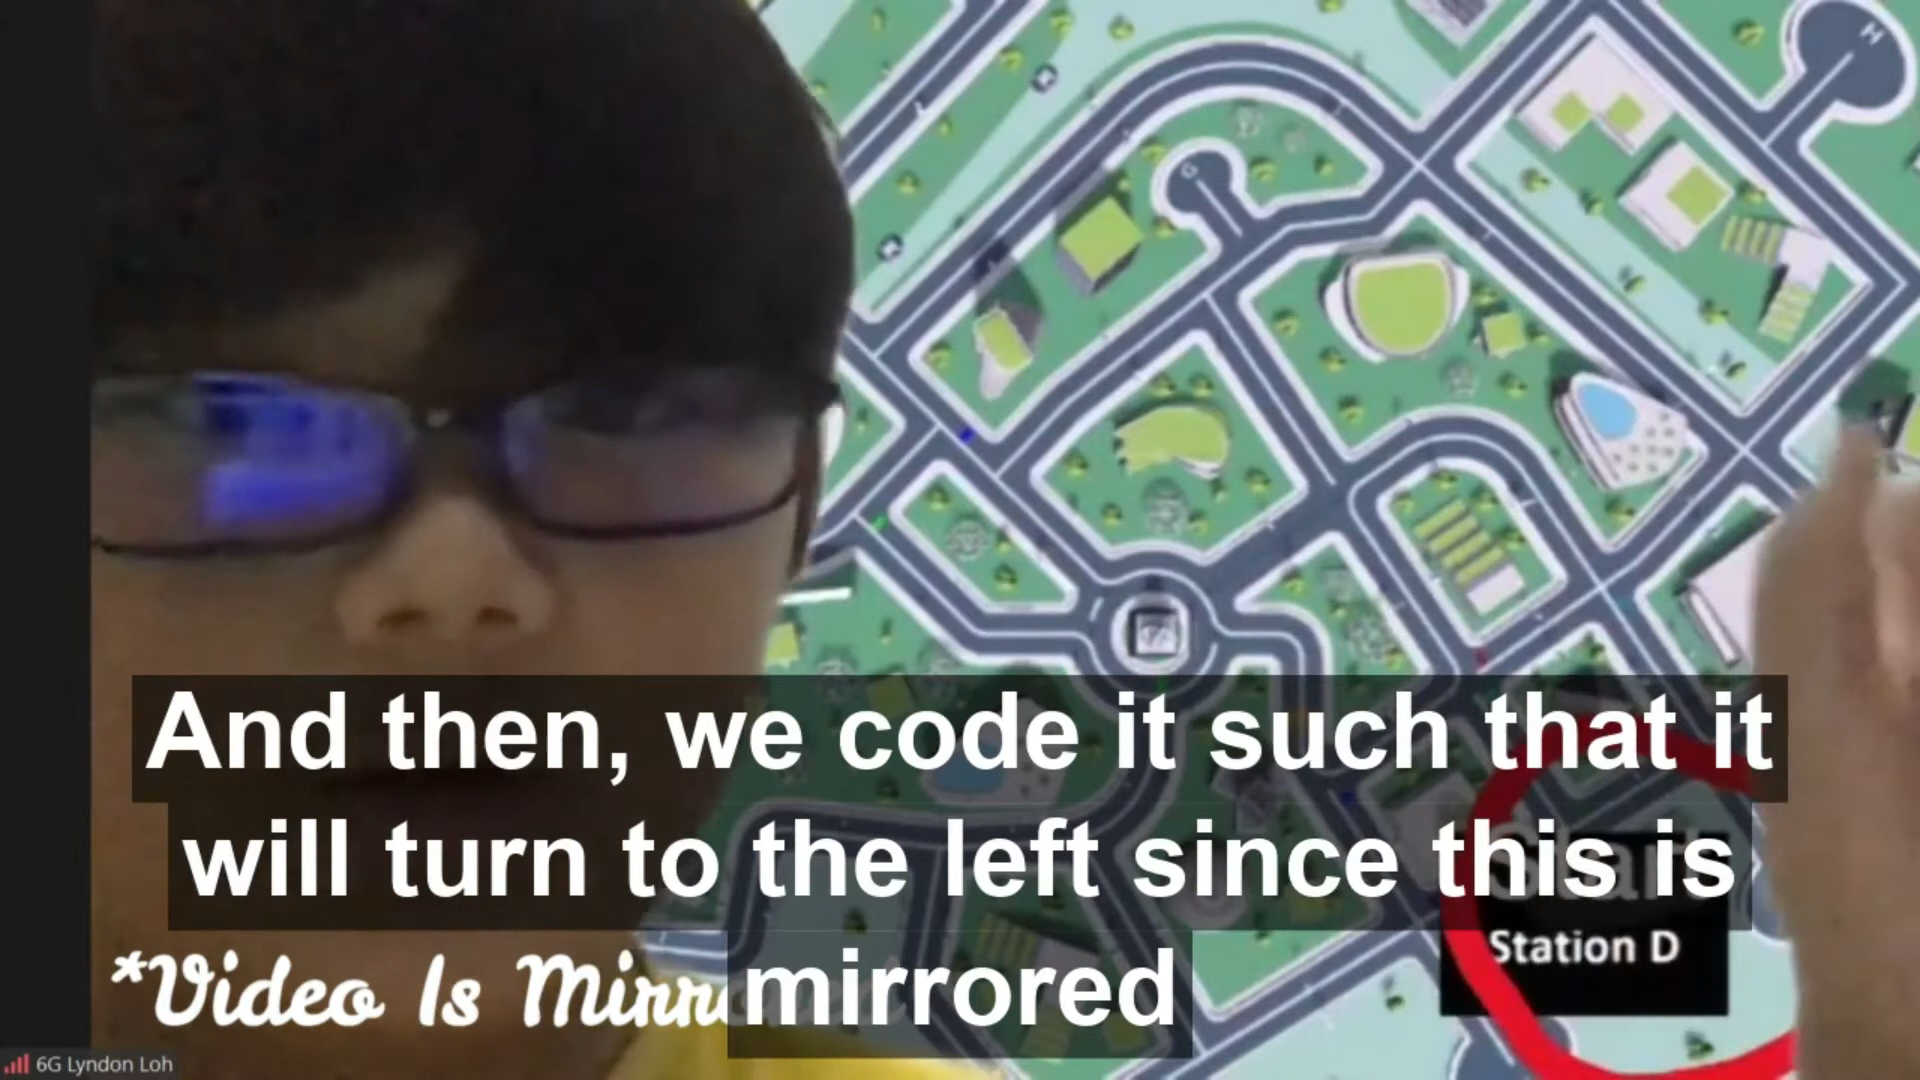 H
G
And then, we code it such that it
will turn to the left since this is
Station D
*Video Is mirrored
6G Lyndon Loh